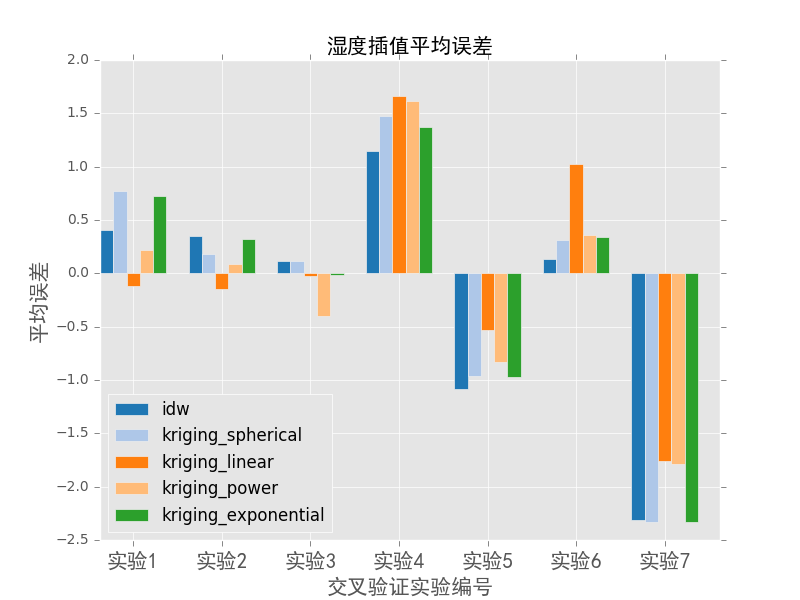 湿度插值平均误差
2.0
1.5
1.0
0.5
0.0
−0.5
−1.0
−1.5
−2.0
−2.5
平均误差
idw
kriging_spherical
kriging_linear
kriging_power
kriging_exponential
实验1 实验2 实验3 实验4 实验5 实验6 实验7
交叉验证实验编号